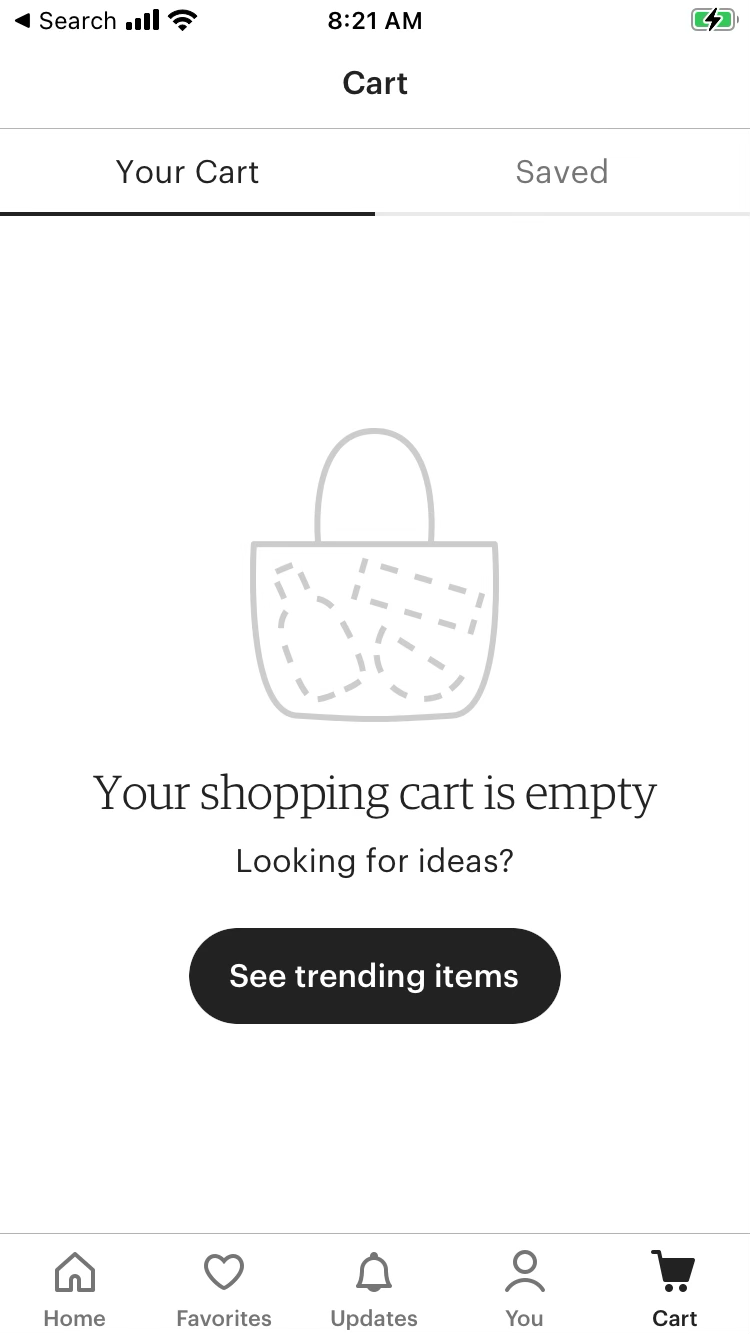 Search
8:21 AM
Cart
Your Cart
Saved
Your shopping cart is empty
Looking for ideas?
See trending items
Home
Favorites
Updates
You
Cart